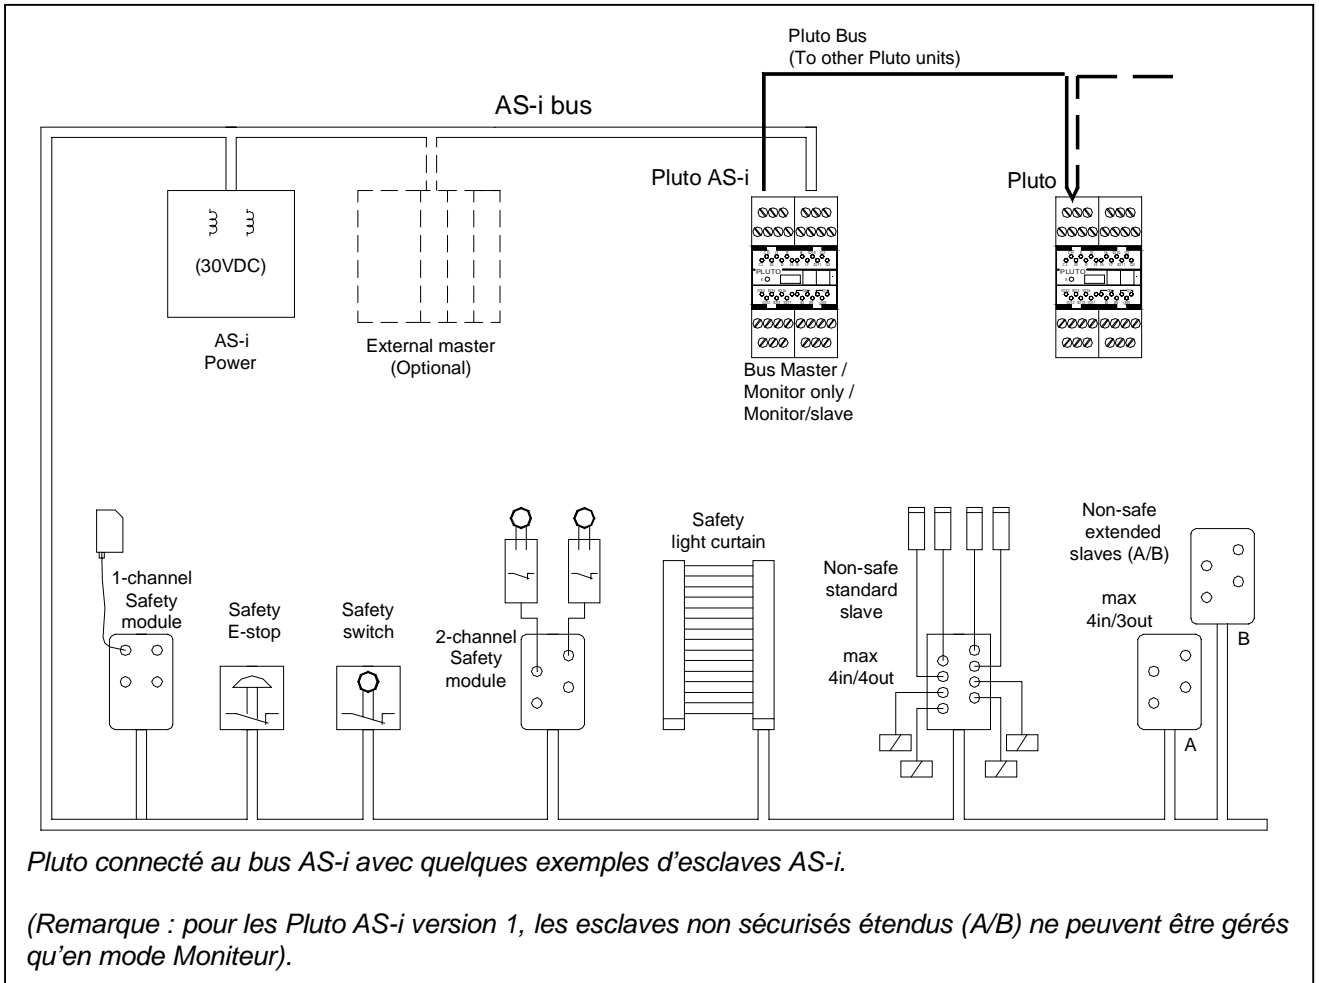 Pluto Bus
(To other Pluto units)
AS-i bus
Pluto AS-i
Pluto
(30VDC)
PLUTO
PLUTO
AS-i
Power
External master
(Optional)
Bus Master /
Monitor only /
Monitor/slave
1-channel
Safety
module
Safety
E-stop
Safety
switch
2-channel
Safety
module
Safety
light curtain
Non-safe
standard
slave
max
4in/4out
Non-safe
extended
slaves (A/B)
max
4in/3out
B
A
Pluto connecté au bus AS-i avec quelques exemples d'esclaves AS-i.
(Remarque : pour les Pluto AS-i version 1, les esclaves non sécurisés étendus (A/B) ne peuvent être gérés
qu'en mode Moniteur).